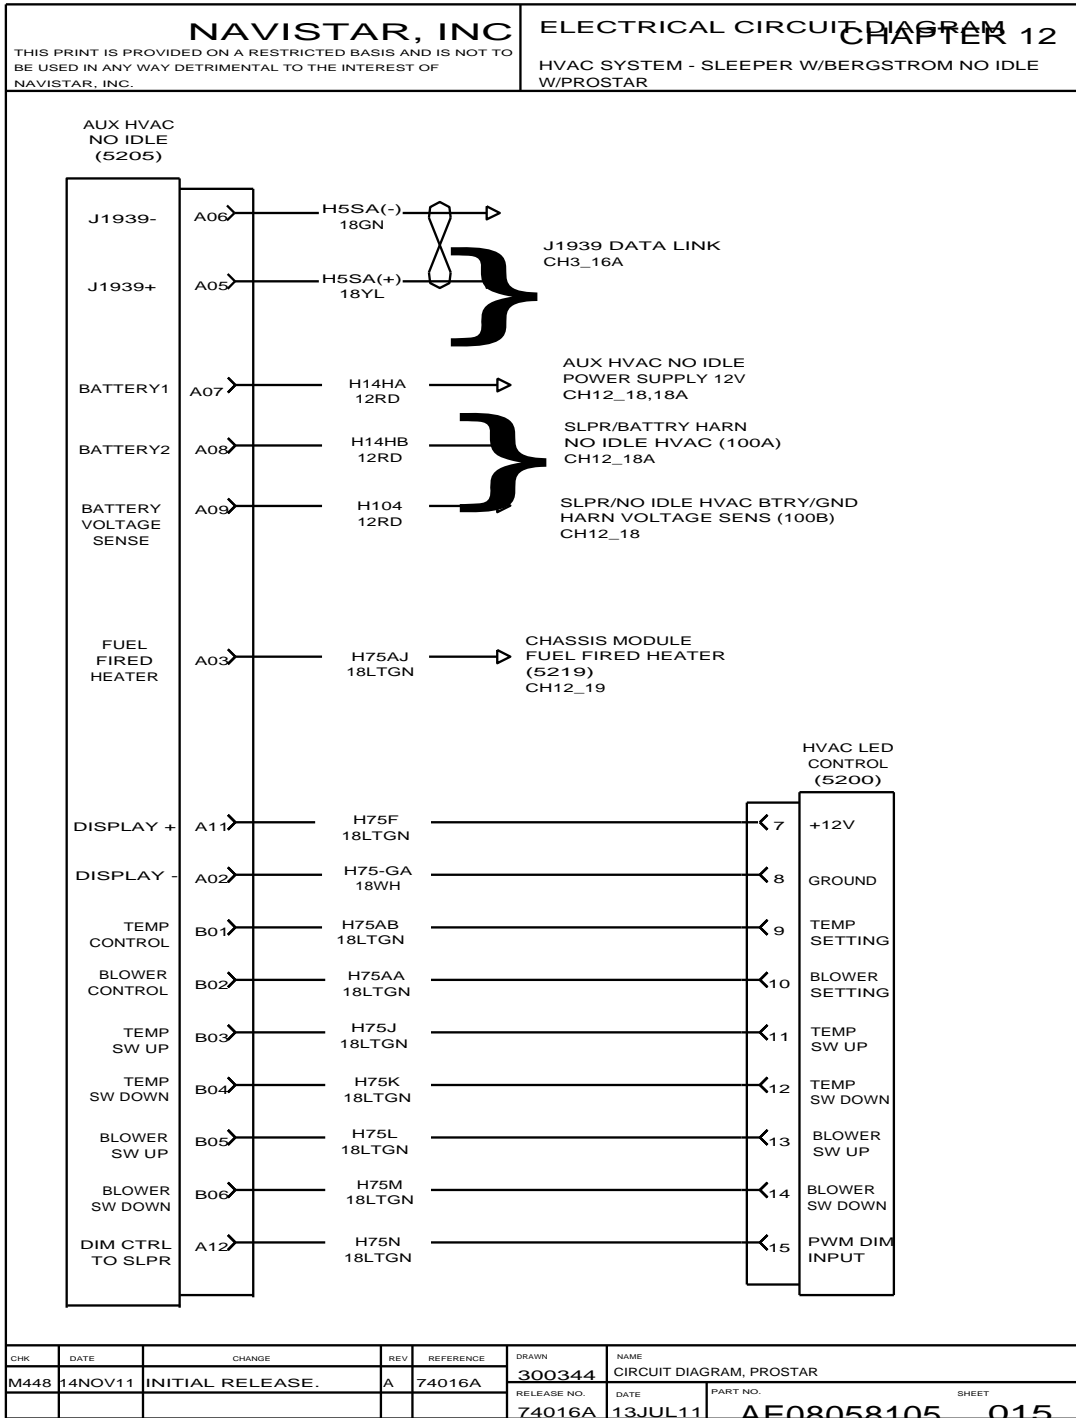 NAVISTAR, INC
THIS PRINT IS PROVIDED ON A RESTRICTED BASIS AND IS NOT TO
BE USED IN ANY WAY DETRIMENTAL TO THE INTEREST OF
NAVISTAR, INC.
ELECTRICAL CIRCUIT DIAGRAM
CHAPTER 12
HVAC SYSTEM - SLEEPER W/BERGSTROM NO IDLE
W/PROSTAR
AUX HVAC
NO IDLE
(5205)
J1939-
A06
H5SA(-)
18GN
J1939 DATA LINK
CH3_16A
J1939+
A05
H5SA(+)
18YL
BATTERY1
A07
H14HA
12RD
AUX HVAC NO IDLE
POWER SUPPLY 12V
CH12_18,18A
BATTERY2
A08
H14HB
12RD
SLPR/BATTRY HARN
NO IDLE HVAC (100A)
CH12_18A
BATTERY
VOLTAGE
SENSE
A09
H104
12RD
SLPR/NO IDLE HVAC BTRY/GND
HARN VOLTAGE SENS (100B)
CH12_18
FUEL
FIRED
HEATER
A03
H75AJ
18LTGN
CHASSIS MODULE
FUEL FIRED HEATER
(5219)
CH12_19
HVAC LED
CONTROL
(5200)
DISPLAY +
A11
H75F
18LTGN
7
+12V
DISPLAY -
A02
H75-GA
18WH
8
GROUND
TEMP
CONTROL
B01
H75AB
18LTGN
9
TEMP
SETTING
BLOWER
CONTROL
B02
H75AA
18LTGN
10
BLOWER
SETTING
TEMP
SW UP
B03
H75J
18LTGN
11
TEMP
SW UP
TEMP
SW DOWN
B04
H75K
18LTGN
12
TEMP
SW DOWN
BLOWER
SW UP
B05
H75L
18LTGN
13
BLOWER
SW UP
BLOWER
SW DOWN
B06
H75M
18LTGN
14
BLOWER
SW DOWN
DIM CTRL
TO SLPR
A12
H75N
18LTGN
15
PWM DIM
INPUT
CHK DATE CHANGE REV REFERENCE
M448 14NOV11 INITIAL RELEASE. A 74016A
DRAWN
300344
NAME
CIRCUIT DIAGRAM, PROSTAR
RELEASE NO.
74016A
DATE
13JUL11
PART NO.
AE08058105
SHEET
015